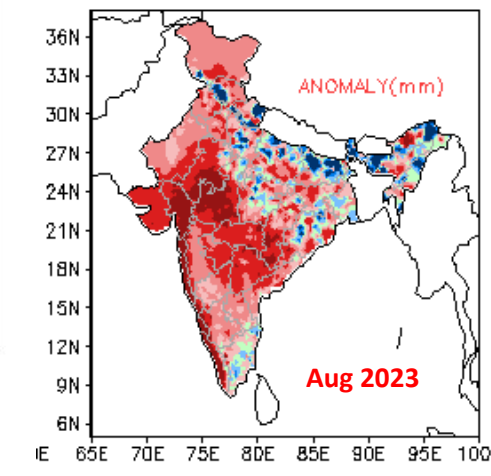 36N
33N
ANOMALY(mm)
30N
27N
24N
21N
18N
15N
12N
9N
Aug 2023
6N
E 65E 70E 75E 80E 85E 90E 95E 100